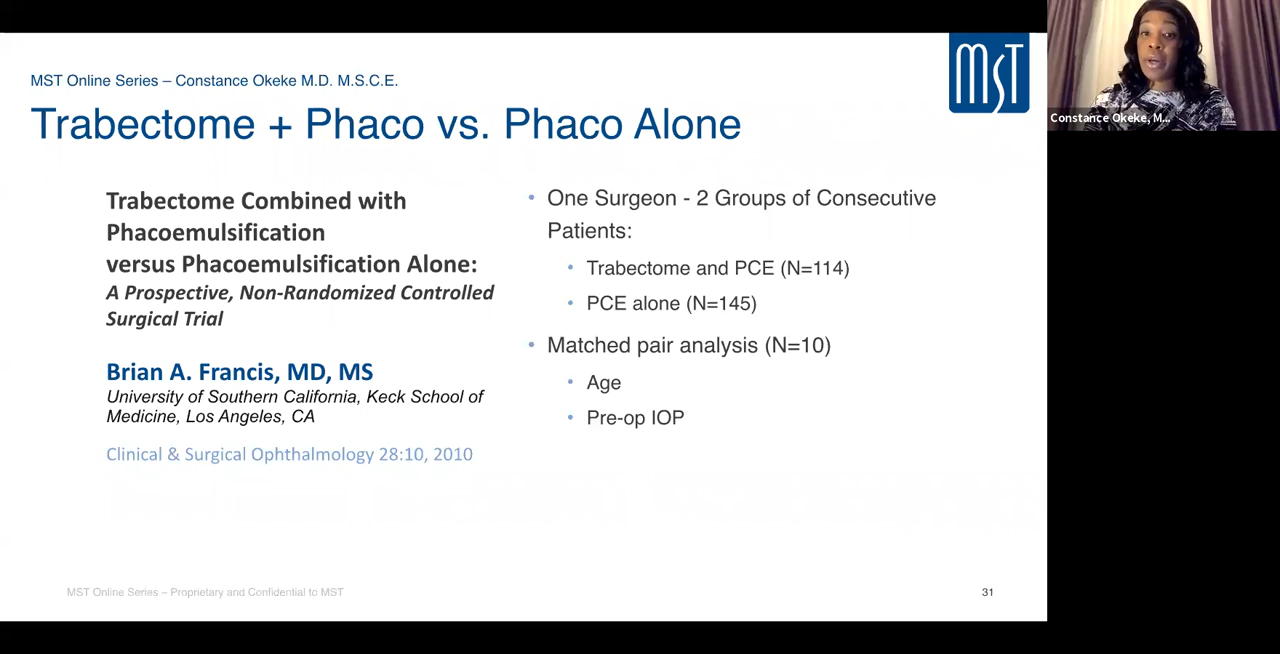 MST Online Series – Constance Okeke M.D. M.S.C.E.
MST
Trabectome + Phaco vs. Phaco Alone
Trabectome Combined with
Phacoemulsification
versus Phacoemulsification Alone:
A Prospective, Non-Randomized Controlled
Surgical Trial
Brian A. Francis, MD, MS
University of Southern California, Keck School of
Medicine, Los Angeles, CA
Clinical & Surgical Ophthalmology 28:10, 2010
• One Surgeon - 2 Groups of Consecutive
Patients:
• Trabectome and PCE (N=114)
• PCE alone (N=145)
• Matched pair analysis (N=10)
• Age
• Pre-op IOP
MST Online Series – Proprietary and Confidential to MST
31
Constance Okeke, M...